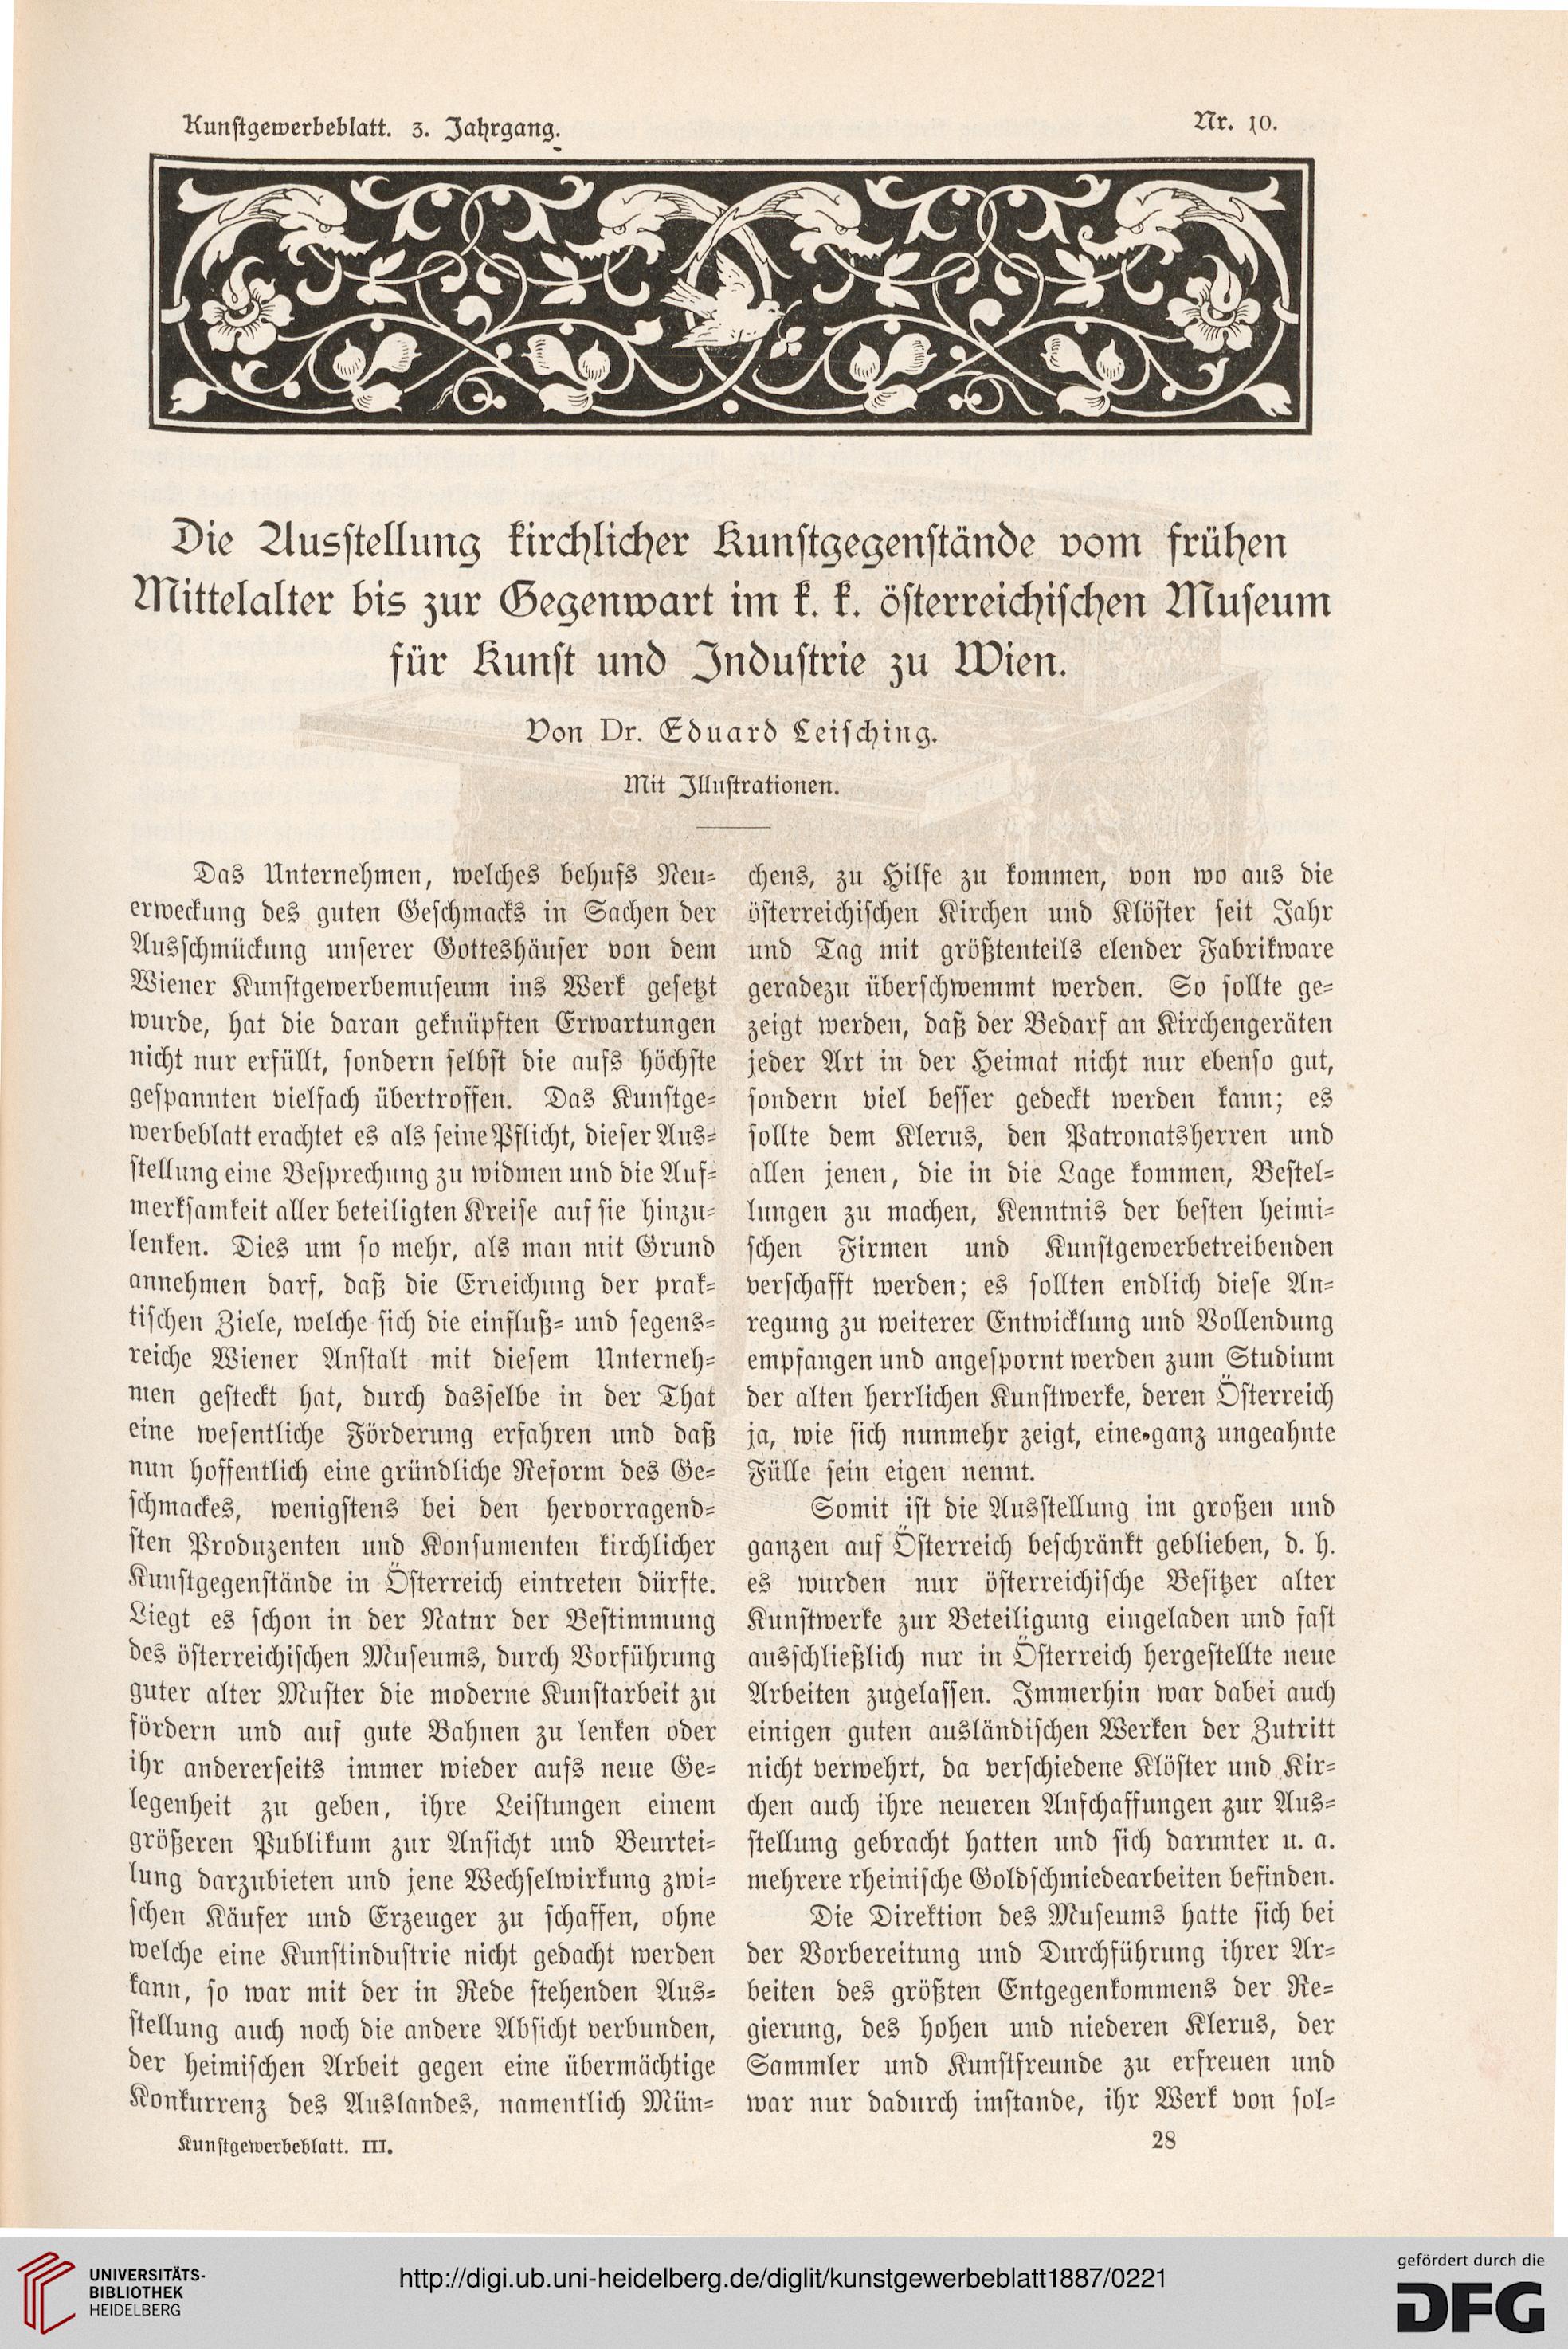 Kunstgewerbeblatt. 3. Jahrgang.
Nr. 10.
Die Ausstellung kirchlicher Kunstgegenstände vom frühen
Mittelalter bis zur Gegenwart im k. k. österreichischen Museum
für Kunst und Industrie zu Wien.
Von Dr. Eduard Leisching.
Mit Illustrationen.
Das Unternehmen, welches behufs Neu-
erweckung des guten Geschmacks in Sachen der
Ausschmückung unserer Gotteshäuser von dem
Wiener Kunstgewerbemuseum ins Werk gesetzt
wurde, hat die daran geknüpften Erwartungen
nicht nur erfüllt, sondern selbst die aufs höchste
gespannten vielfach übertroffen. Das Kunstge-
werbeblatt erachtet es als seine Pflicht, dieser Aus-
stellung eine Besprechung zu widmen und die Auf-
merksamkeit aller beteiligten Kreise auf sie hinzu-
lenken. Dies um so mehr, als man mit Grund
annehmen darf, daß die Erreichung der prak-
tischen Ziele, welche sich die einfluß- und segens-
reiche Wiener Anstalt mit diesem Unterneh-
men gesteckt hat, durch dasselbe in der That
eine wesentliche Förderung erfahren und daß
nun hoffentlich eine gründliche Reform des Ge-
schmackes, wenigstens bei den hervorragend-
sten Produzenten und Konsumenten kirchlicher
Kunstgegenstände in Österreich eintreten dürfte.
Liegt es schon in der Natur der Bestimmung
des österreichischen Museums, durch Vorführung
guter alter Muster die moderne Kunstarbeit zu
fördern und auf gute Bahnen zu lenken oder
ihr andererseits immer wieder aufs neue Ge-
legenheit zu geben, ihre Leistungen einem
größeren Publikum zur Ansicht und Beurtei-
lung darzubieten und jene Wechselwirkung zwi-
schen Käufer und Erzeuger zu schaffen, ohne
welche eine Kunstindustrie nicht gedacht werden
kann, so war mit der in Rede stehenden Aus-
stellung auch noch die andere Absicht verbunden,
der heimischen Arbeit gegen eine übermächtige
Konkurrenz des Auslandes, namentlich Mün-
chens, zu Hilfe zu kommen, von wo aus die
österreichischen Kirchen und Klöster seit Jahr
und Tag mit größtenteils elender Fabrikware
geradezu überschwemmt werden. So sollte ge-
zeigt werden, daß der Bedarf an Kirchengeräten
jeder Art in der Heimat nicht nur ebenso gut,
sondern viel besser gedeckt werden kann; es
sollte dem Klerus, den Patronatsherren und
allen jenen, die in die Lage kommen, Bestel-
lungen zu machen, Kenntnis der besten heimi-
schen Firmen und Kunstgewerbetreibenden
verschafft werden; es sollten endlich diese An-
regung zu weiterer Entwicklung und Vollendung
empfangen und angespornt werden zum Studium
der alten herrlichen Kunstwerke, deren Österreich
ja, wie sich nunmehr zeigt, eine ganz ungeahnte
Fülle sein eigen nennt.
Somit ist die Ausstellung im großen und
ganzen auf Österreich beschränkt geblieben, d. h.
es wurden nur österreichische Besitzer alter
Kunstwerke zur Beteiligung eingeladen und fast
ausschließlich nur in Österreich hergestellte neue
Arbeiten zugelassen. Immerhin war dabei auch
einigen guten ausländischen Werken der Zutritt
nicht verwehrt, da verschiedene Klöster und Kir-
chen auch ihre neueren Anschaffungen zur Aus-
stellung gebracht hatten und sich darunter u. a.
mehrere rheinische Goldschmiedearbeiten befinden.
Die Direktion des Museums hatte sich bei
der Vorbereitung und Durchführung ihrer Ar-
beiten des größten Entgegenkommens der Re-
gierung, des hohen und niederen Klerus, der
Sammler und Kunstfreunde zu erfreuen und
war nur dadurch imstande, ihr Werk von sol-
Kunstgewerbeblatt. III.
28
UNIVERSITÄTS-
BIBLIOTHEK
HEIDELBERG
http://digi.ub.uni-heidelberg.de/diglit/kunstgewerbeblatt1887/0221
gefördert durch die
DFG